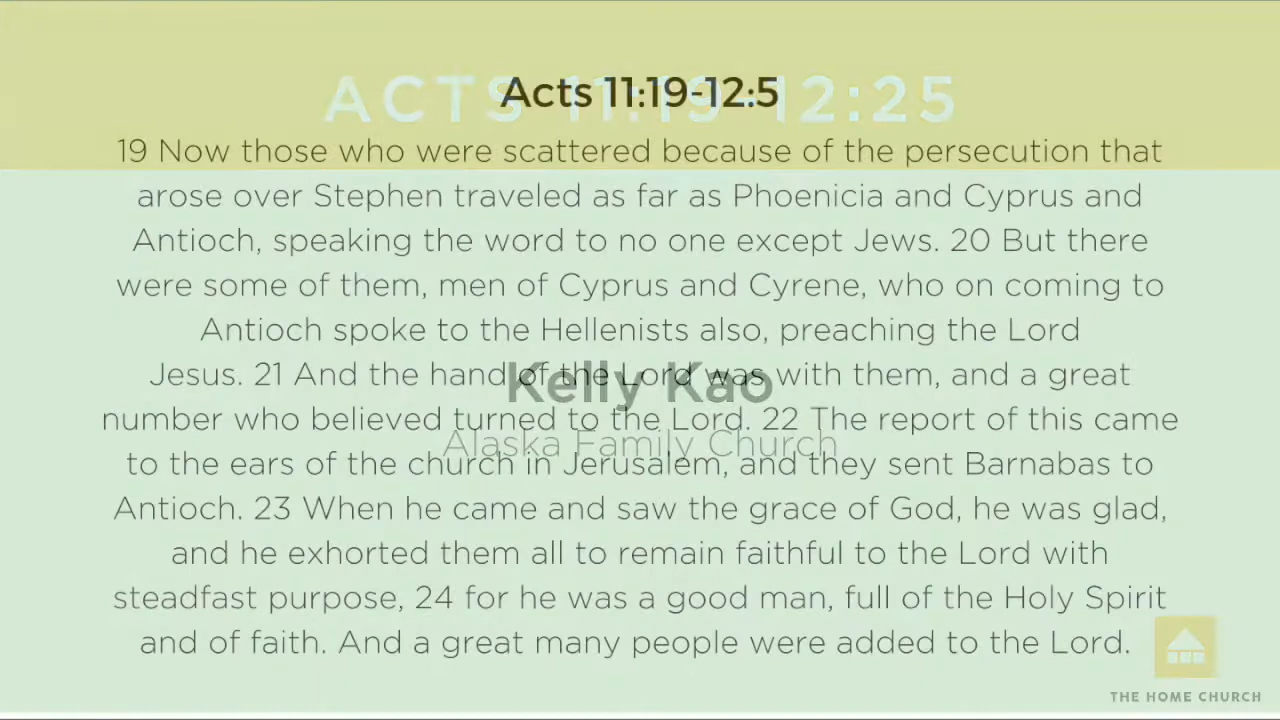 ACTS 11:19-12:25
Acts 11:19-12:5
19 Now those who were scattered because of the persecution that
arose over Stephen traveled as far as Phoenicia and Cyprus and
Antioch, speaking the word to no one except Jews. 20 But there
were some of them, men of Cyprus and Cyrene, who on coming to
Antioch spoke to the Hellenists also, preaching the Lord
Jesus. 21 And the hand of the Lord was with them, and a great
Kelly Kao
number who believed turned to the Lord. 22 The report of this came
Alaska Family Church
to the ears of the church in Jerusalem, and they sent Barnabas to
Antioch. 23 When he came and saw the grace of God, he was glad,
and he exhorted them all to remain faithful to the Lord with
steadfast purpose, 24 for he was a good man, full of the Holy Spirit
and of faith. And a great many people were added to the Lord.
THE HOME CHURCH